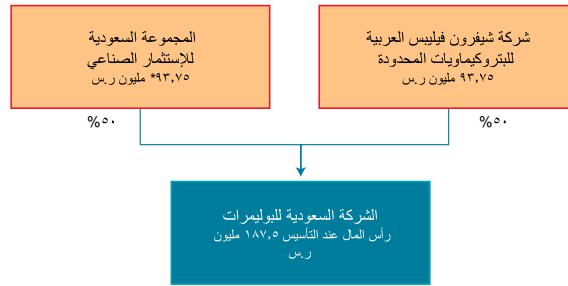 شركة شيفرون فيليبس العربية
للبتروكيماويات المحدودة
٩٣,٧٥ مليون ر.س
المجموعة السعودية
للإستثمار الصناعي
٩٣,٧٥* مليون ر.س
%٥٠
%٥٠
الشركة السعودية للبوليمرات
رأس المال عند التأسيس ١٨٧,٥ مليون
ر.س